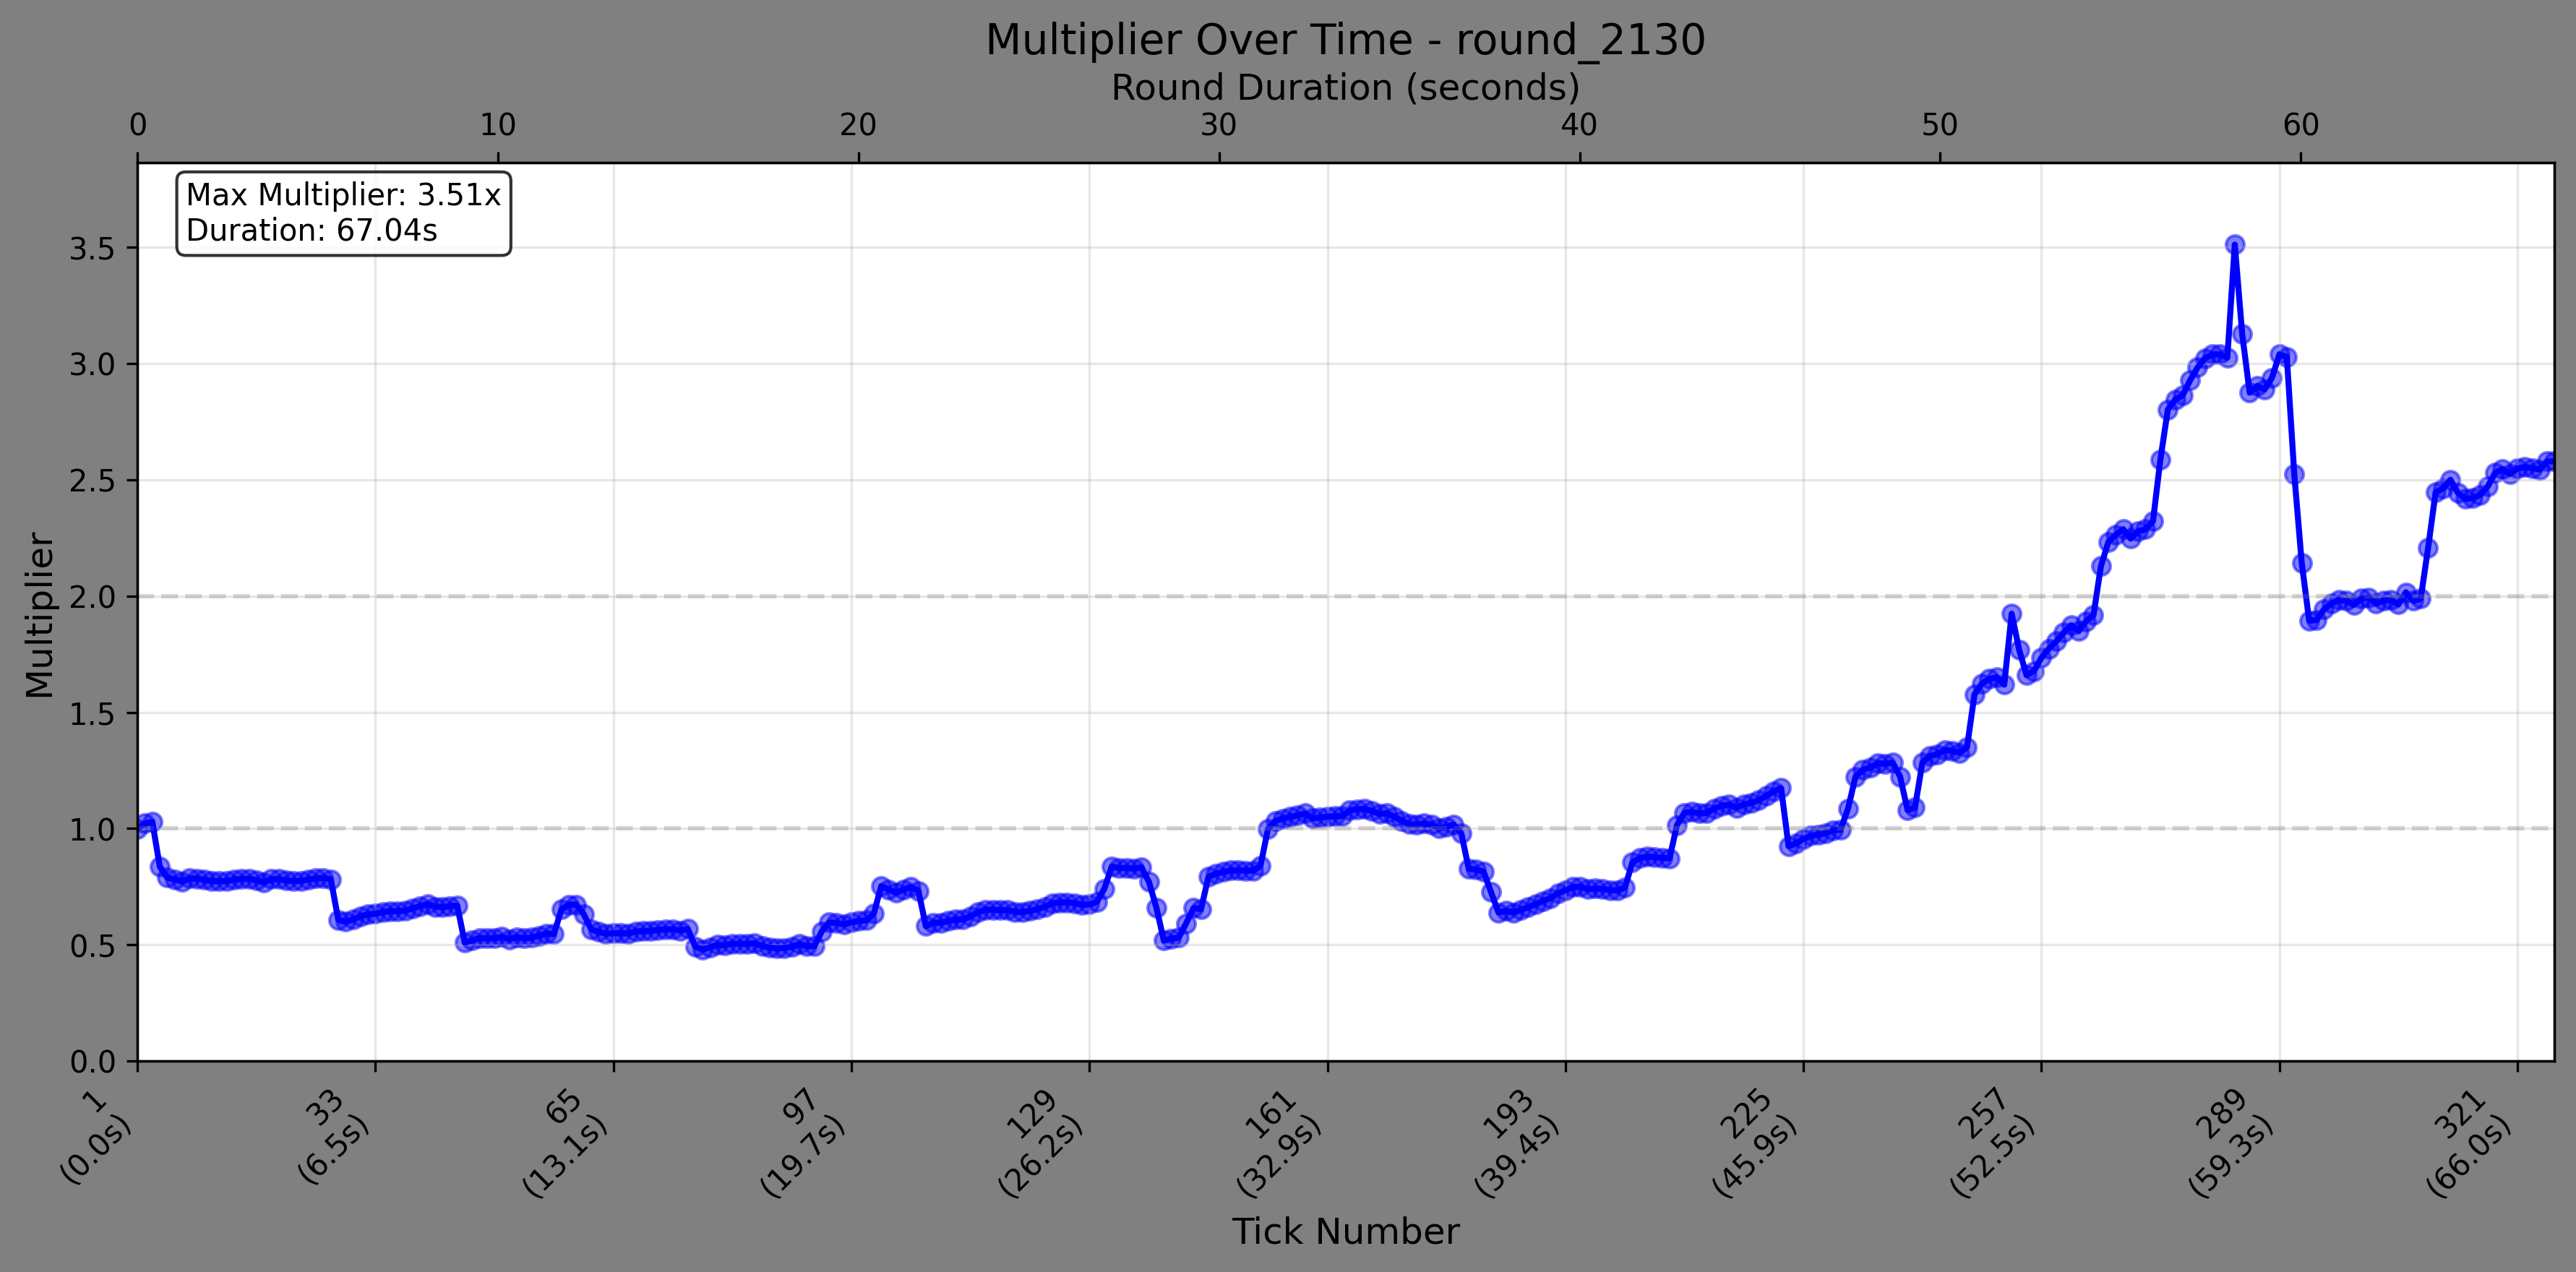 Multiplier Over Time - round_2130
Round Duration (seconds)
0 10 20 30 40 50 60
Max Multiplier: 3.51x
Duration: 67.04s
3.5
3.0
2.5
2.0
1.5
1.0
0.5
0.0
Multiplier
1
(0.0s)
33
(6.5s)
65
(13.1s)
97
(19.7s)
129
(26.2s)
161
(32.9s)
193
(39.4s)
225
(45.9s)
257
(52.5s)
289
(59.3s)
321
(66.0s)
Tick Number